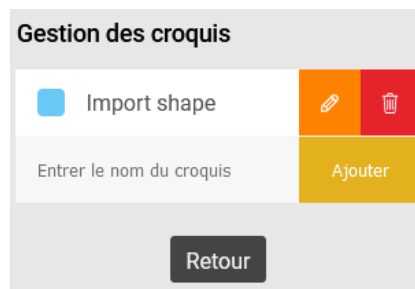 Gestion des croquis
Import shape
Entrer le nom du croquis Ajouter
Retour